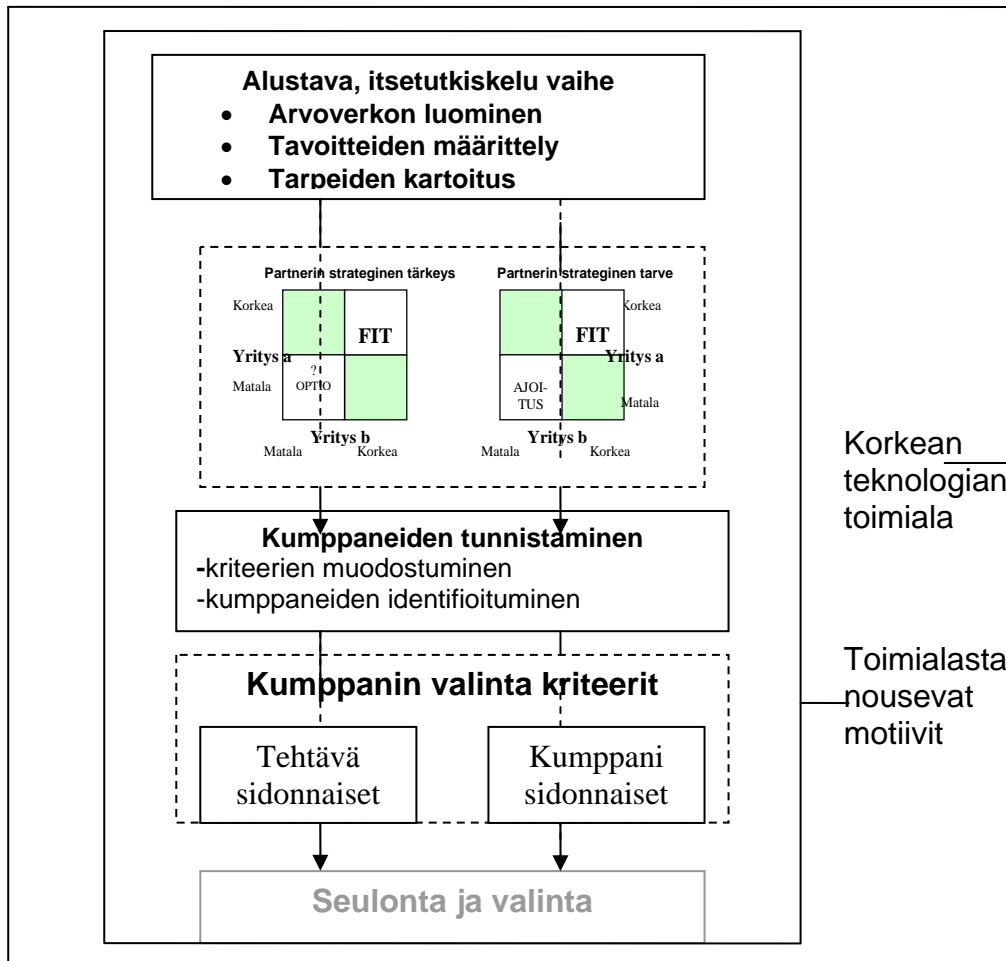 Alustava, itsetutkiskelu vaihe
• Arvoverkon luominen
• Tavoitteiden määrittely
• Tarpeiden kartoitus
Partnerin strateginen tärkeys
Korkea
FIT
Yritys a
?
Matala
OPTIO
Yritys b
Matala
Korkea
Partnerin strateginen tarve
Korkea
FIT
Yritys a
AJOI-
TUS
Matala
Yritys b
Matala
Korkea
Kumppaneiden tunnistaminen
-kriteerien muodostuminen
-kumppaneiden identifioituminen
Kumppanin valinta kriteerit
Tehtävä
sidonnaiset
Kumppani
sidonnaiset
Seulonta ja valinta
Korkean
teknologian
toimiala
Toimialasta
nousevat
motiivit